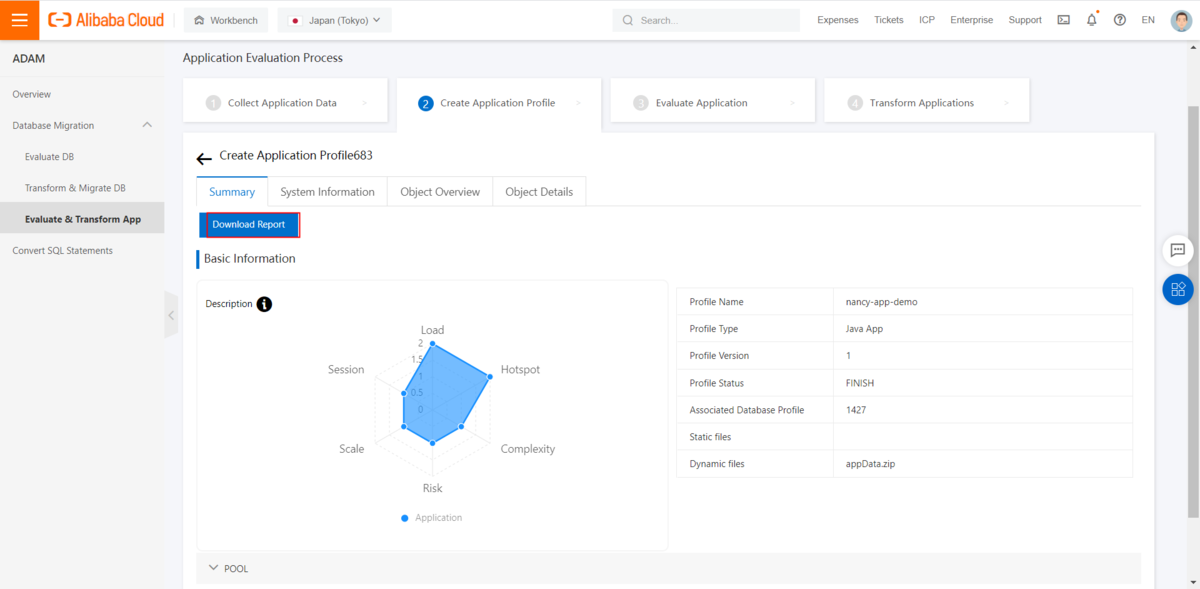 Alibaba Cloud
Workbench
Japan (Tokyo)
Search...
Expenses
Tickets
ICP
Enterprise
Support
EN
ADAM
Overview
Database Migration
Evaluate DB
Transform & Migrate DB
Evaluate & Transform App
Convert SQL Statements
Application Evaluation Process
1 Collect Application Data >
2 Create Application Profile >
3 Evaluate Application >
4 Transform Applications >
Create Application Profile683
Summary
System Information
Object Overview
Object Details
Download Report
Basic Information
Description
Load
2
1.5
1
0.5
0
Session
Hotspot
Scale
Complexity
Risk
Application
Profile Name nancy-app-demo
Profile Type Java App
Profile Version 1
Profile Status FINISH
Associated Database Profile 1427
Static files
Dynamic files appData.zip
POOL